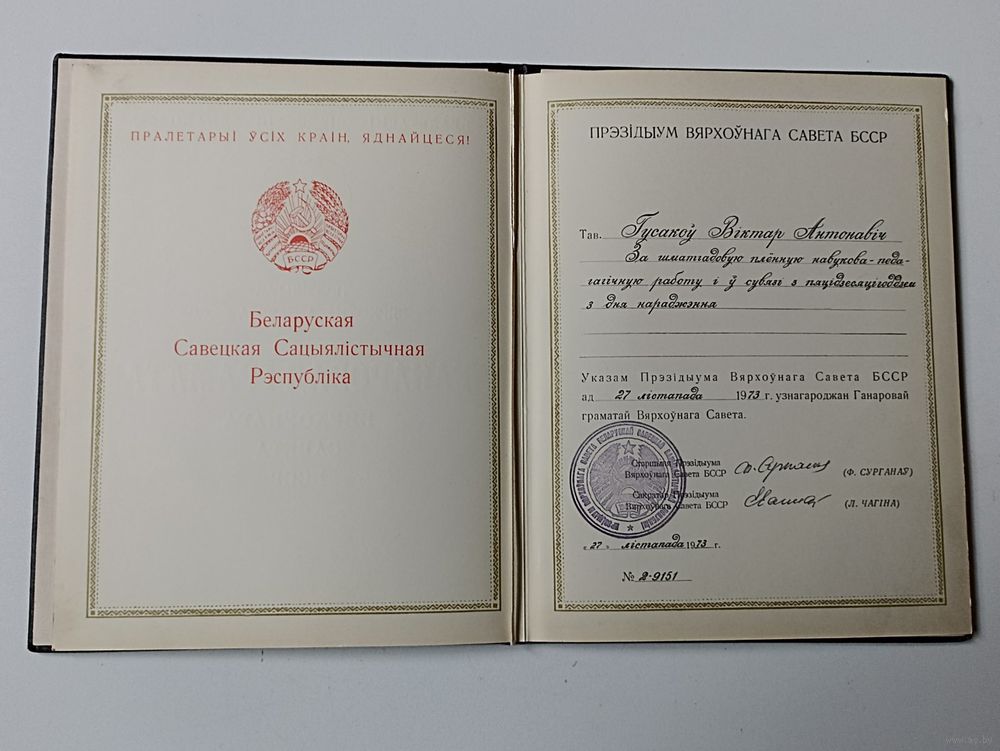 ПРАЛЕТАРЫІ ЎСІХ КРАІН, ЯДНАЙЦЕСЯ!
БССР
Беларуская
Савецкая Сацыялістычная
Рэспубліка
ПРЭЗІДЫУМ ВЯРХОЎНАГА САВЕТА БССР
Тав. Гусакоў Віктар Антонавіч
За шматгадовую плённую навукова-педа-
гагічную работу і ў сувязі з пяцідзесяцігоддзем
з дня нараджэння
Указам Прэзідыума Вярхоўнага Савета БССР
ад 27 лістапада 1973 г. узнагароджан Ганаровай
граматай Вярхоўнага Савета.
Старшыня Прэзідыума
Вярхоўнага Савета БССР (Ф. СУРГАНАЎ)
Сакратар Прэзідыума
Вярхоўнага Савета БССР (Л. ЧАГІНА)
«27» лістапада 1973 г.
№ 2-9151